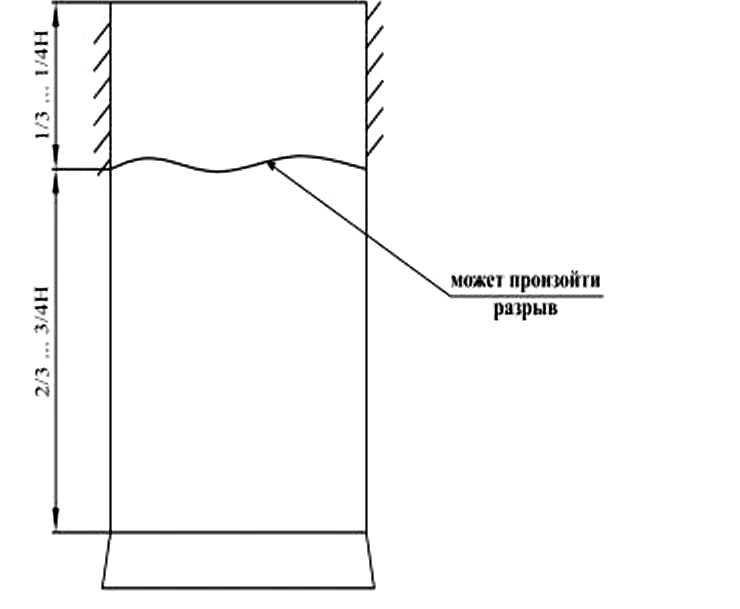 1/3 ... 1/4H
2/3 ... 3/4H
может произойти
разрыв